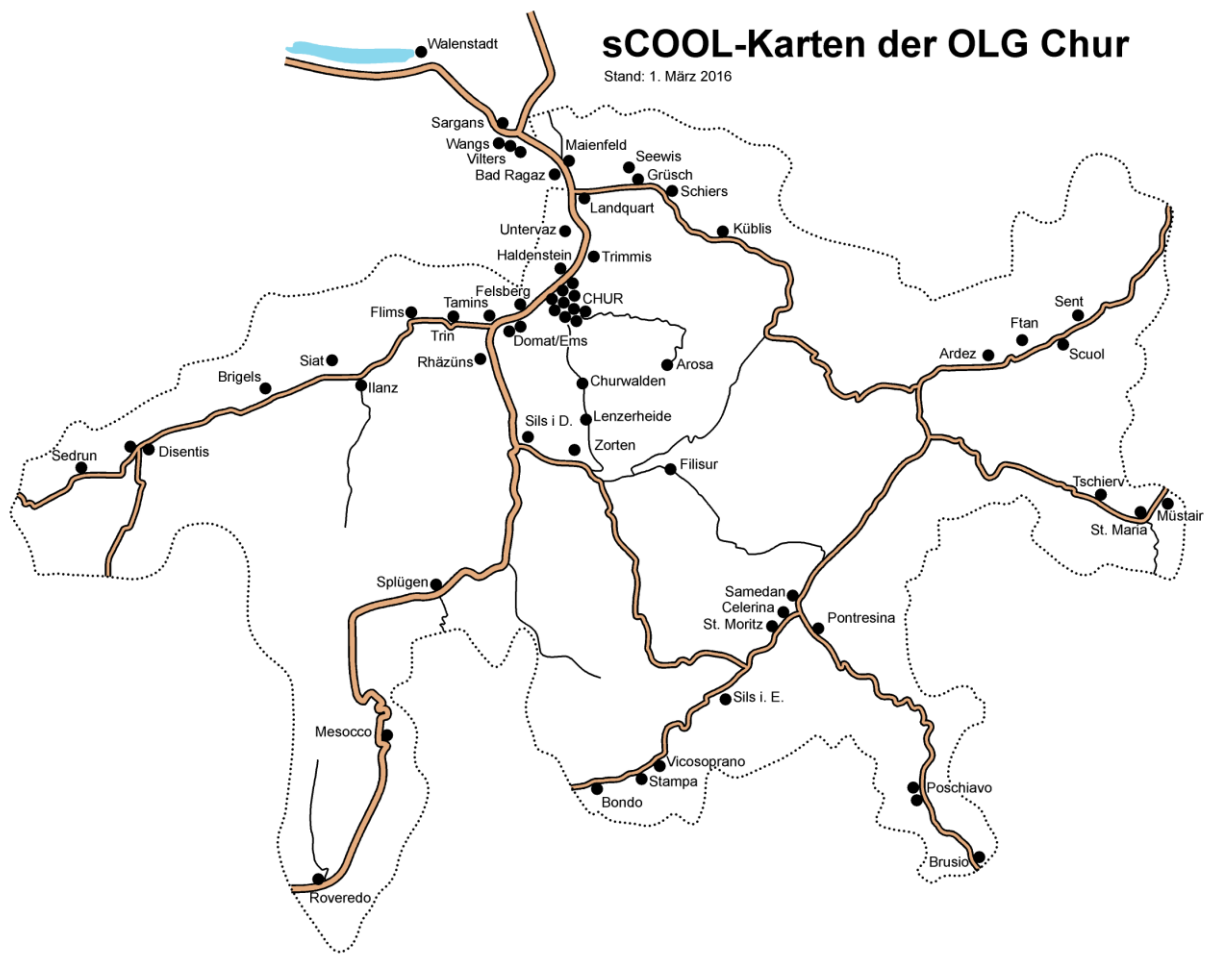 sCOOL-Karten der OLG Chur
Stand: 1. März 2016
Walenstadt
Sargans
Wangs
Vilters
Bad Ragaz
Maienfeld
Seewis
Grüsch
Schiers
Landquart
Untervaz
Küblis
Haldenstein
Trimmis
Felsberg
CHUR
Tamins
Flims
Trin
Domat/Ems
Rhäzüns
Arosa
Siat
Ilanz
Brigels
Churwalden
Lenzerheide
Sils i D.
Zorten
Filisur
Sedrun
Disentis
Sent
Ftan
Ardez
Scuol
Tschierv
St. Maria
Müstair
Splügen
Samedan
Celerina
St. Moritz
Pontresina
Sils i. E.
Mesocco
Vicosoprano
Stampa
Bondo
Poschiavo
Brusio
Roveredo